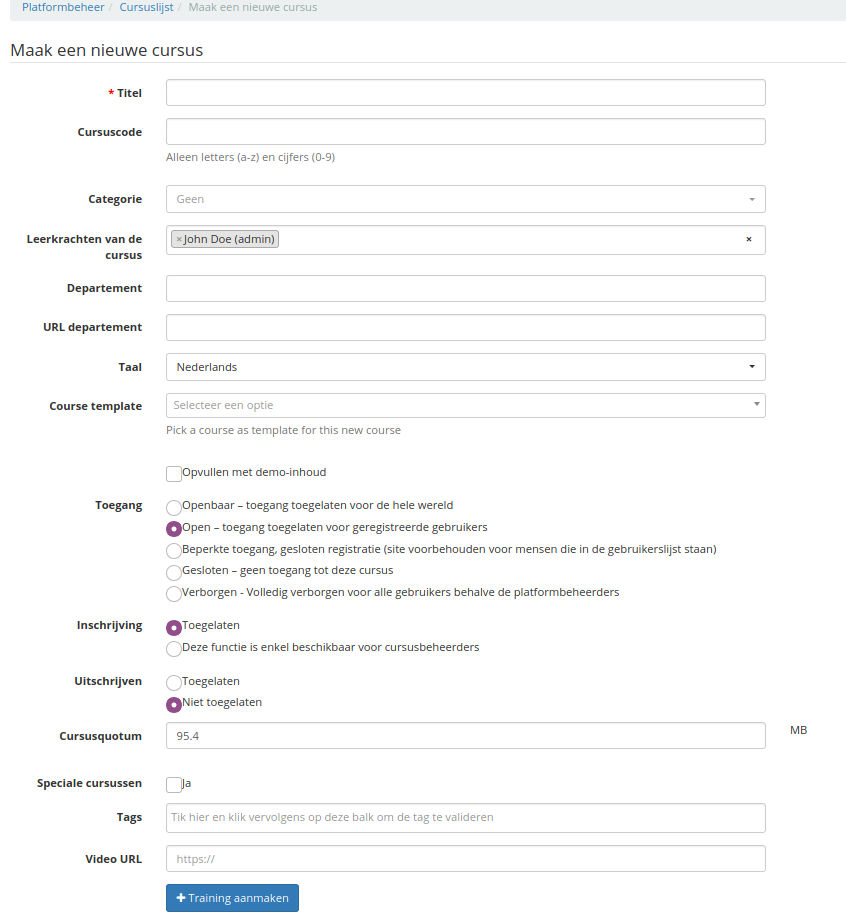 Platformbeheer / Cursuslijst / Maak een nieuwe cursus
Maak een nieuwe cursus
* Titel
Cursuscode
Alleen letters (a-z) en cijfers (0-9)
Categorie Geen
Leerkrachten van de cursus ×John Doe (admin) ×
Departement
URL departement
Taal Nederlands
Course template Selecteer een optie
Pick a course as template for this new course
Opvullen met demo-inhoud
Toegang Openbaar – toegang toegelaten voor de hele wereld
Open – toegang toegelaten voor geregistreerde gebruikers
Beperkte toegang, gesloten registratie (site voorbehouden voor mensen die in de gebruikerslijst staan)
Gesloten – geen toegang tot deze cursus
Verborgen - Volledig verborgen voor alle gebruikers behalve de platformbeheerders
Inschrijving Toegelaten
Deze functie is enkel beschikbaar voor cursusbeheerders
Uitschrijven Toegelaten
Niet toegelaten
Cursusquotum 95.4 MB
Speciale cursussen Ja
Tags Tik hier en klik vervolgens op deze balk om de tag te valideren
Video URL https://
+ Training aanmaken